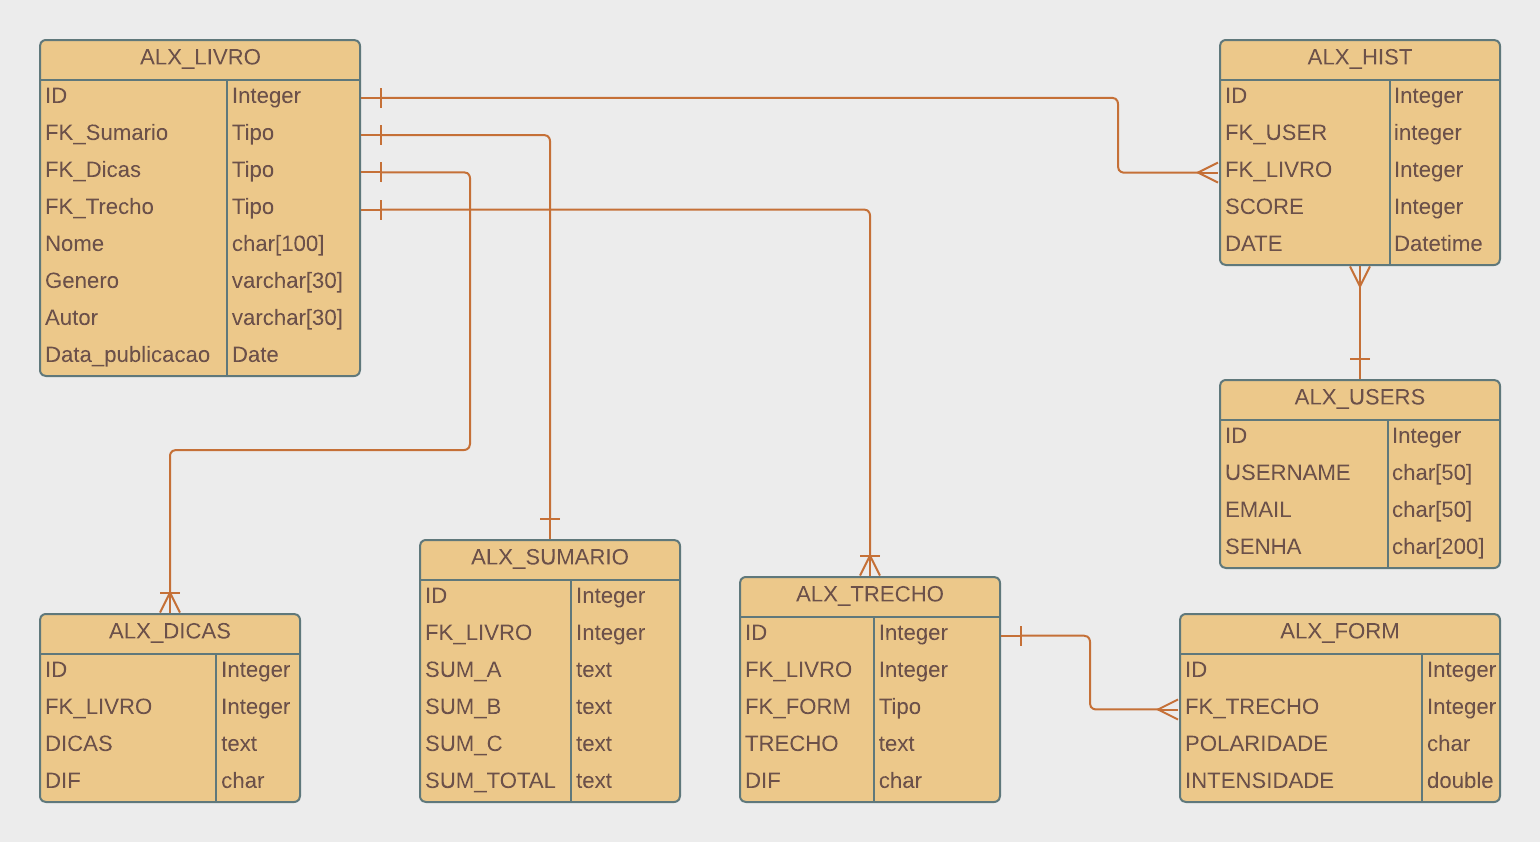 ALX_LIVRO
ID Integer
FK_Sumario Tipo
FK_Dicas Tipo
FK_Trecho Tipo
Nome char[100]
Genero varchar[30]
Autor varchar[30]
Data_publicacao Date
ALX_HIST
ID Integer
FK_USER integer
FK_LIVRO Integer
SCORE Integer
DATE Datetime
ALX_USERS
ID Integer
USERNAME char[50]
EMAIL char[50]
SENHA char[200]
ALX_DICAS
ID Integer
FK_LIVRO Integer
DICAS text
DIF char
ALX_SUMARIO
ID Integer
FK_LIVRO Integer
SUM_A text
SUM_B text
SUM_C text
SUM_TOTAL text
ALX_TRECHO
ID Integer
FK_LIVRO Integer
FK_FORM Tipo
TRECHO text
DIF char
ALX_FORM
ID Integer
FK_TRECHO Integer
POLARIDADE char
INTENSIDADE double